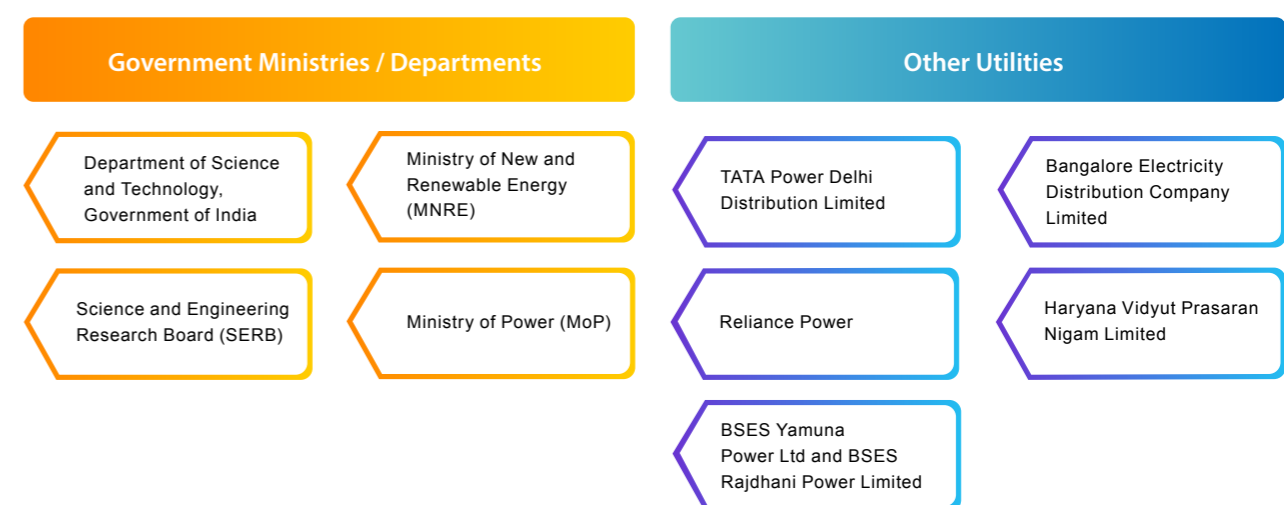 Government Ministries / Departments
Department of Science
and Technology,
Government of India
Ministry of New and
Renewable Energy
(MNRE)
Science and Engineering
Research Board (SERB)
Ministry of Power (MoP)
Other Utilities
TATA Power Delhi
Distribution Limited
Bangalore Electricity
Distribution Company
Limited
Reliance Power
Haryana Vidyut Prasaran
Nigam Limited
BSES Yamuna
Power Ltd and BSES
Rajdhani Power Limited